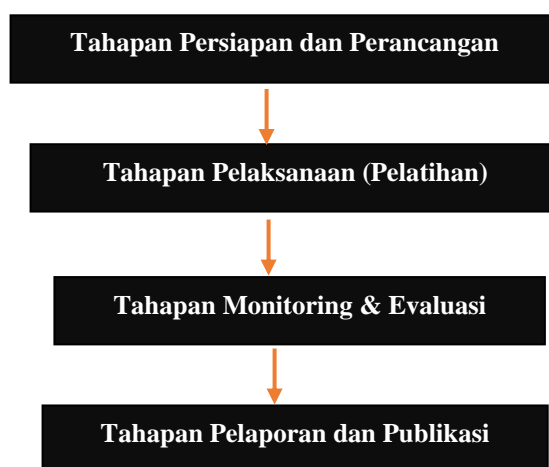 Tahapan Persiapan dan Perancangan
Tahapan Pelaksanaan (Pelatihan)
Tahapan Monitoring & Evaluasi
Tahapan Pelaporan dan Publikasi